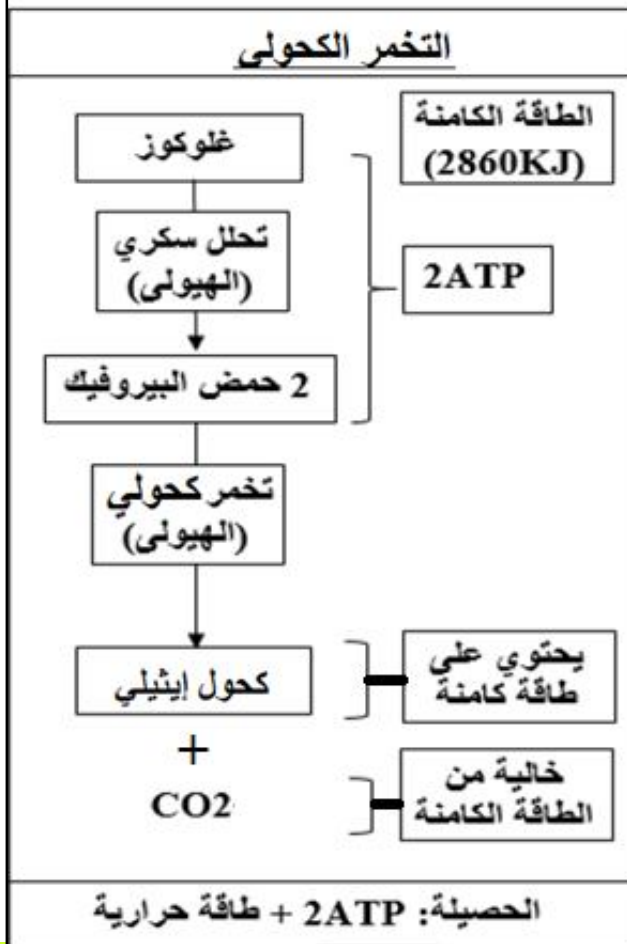 التخمر الكحولي
غلوكوز
الطاقة الكامنة
(2860KJ)
تحلل سكري
(الهيولى)
2ATP
2 حمض البيروفيك
تخمر كحولي
(الهيولى)
كحول إيثيلي
يحتوي على
طاقة كامنة
+
CO2
خالية من
الطاقة الكامنة
الحصيلة: 2ATP + طاقة حرارية